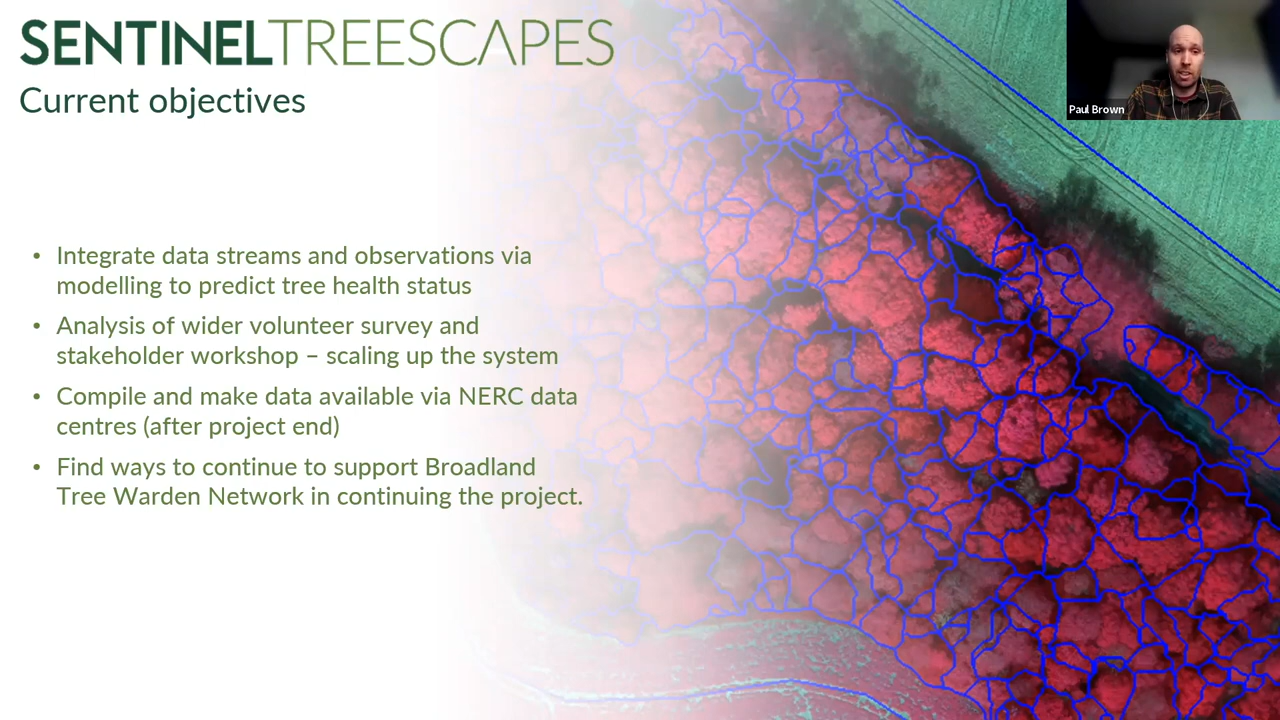 SENTINELTREESCAPES
Current objectives
Paul Brown
• Integrate data streams and observations via
modelling to predict tree health status
• Analysis of wider volunteer survey and
stakeholder workshop – scaling up the system
• Compile and make data available via NERC data
centres (after project end)
• Find ways to continue to support Broadland
Tree Warden Network in continuing the project.